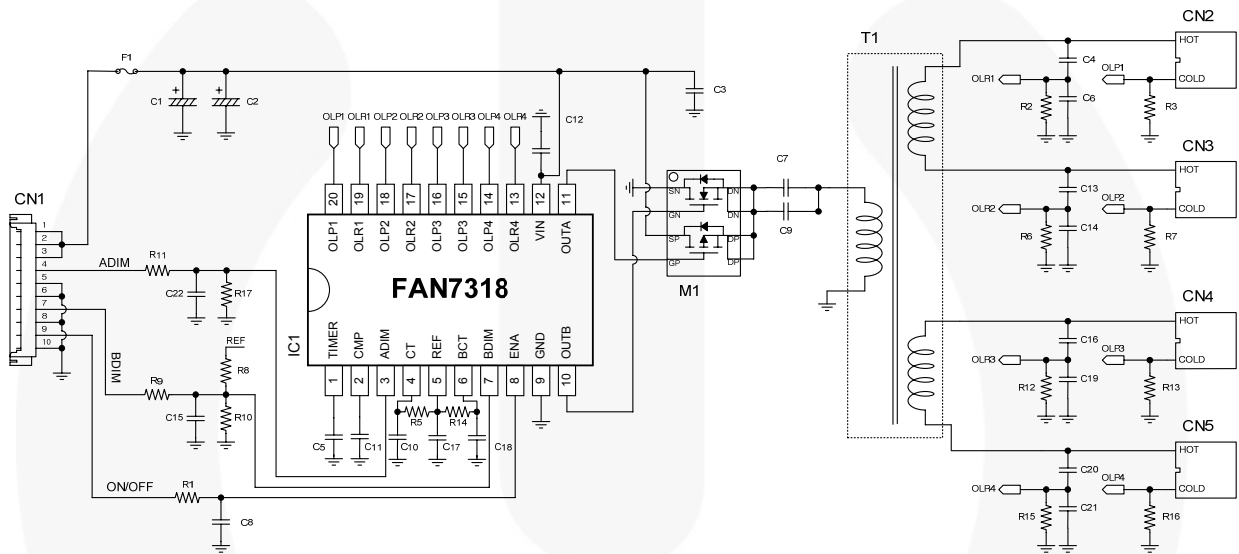 F1
C1
+
C2
+
C3
OLP1 OLR1 OLP2 OLR2 OLP3 OLR3 OLP4 OLR4
C12
20 19 18 17 16 15 14 13 12 11
OLP1 OLR1 OLP2 OLR2 OLP3 OLP3 OLP4 OLR4 VIN OUTA
FAN7318
IC1
TIMER CMP ADIM CT REF BCT BDIM ENA GND OUTB
1 2 3 4 5 6 7 8 9 10
C5
C11
C10
R5
C17
R14
C18
CN1
1
2
3
4
5
6
7
8
9
10
ADIM
R11
C22
R17
BDIM
REF
R8
R9
C15
R10
ON/OFF
R1
C8
SN DN
GN DN
SP DP
GP DP
M1
C7
C9
T1
CN2
HOT
COLD
C4
OLR1
OLP1
R2
C6
R3
CN3
HOT
COLD
C13
OLR2
OLP2
R6
C14
R7
CN4
HOT
COLD
C16
OLR3
OLP3
R12
C19
R13
CN5
HOT
COLD
C20
OLR4
OLP4
R15
C21
R16